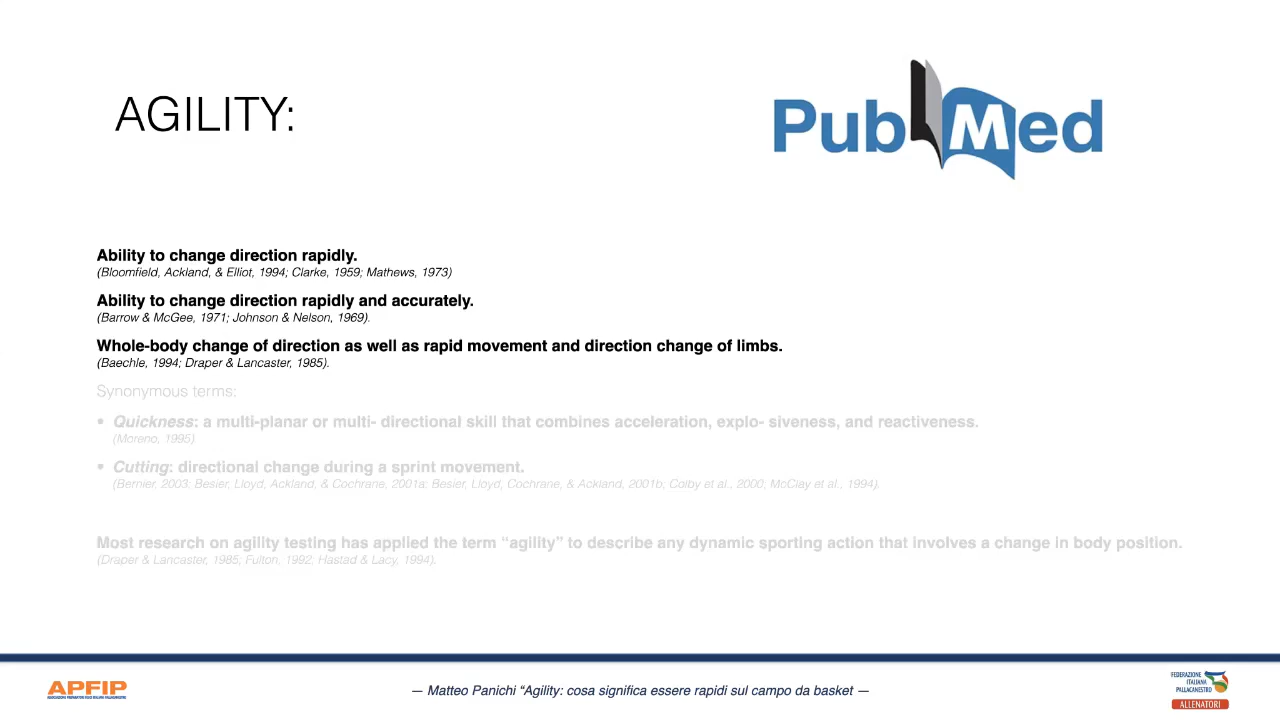 AGILITY:
PubMed
Ability to change direction rapidly.
(Bloomfield, Ackland, & Elliot, 1994; Clarke, 1959; Mathews, 1973)
Ability to change direction rapidly and accurately.
(Barrow & McGee, 1971; Johnson & Nelson, 1969).
Whole-body change of direction as well as rapid movement and direction change of limbs.
(Baechle, 1994; Draper & Lancaster, 1985).
Synonymous terms:
• Quickness: a multi-planar or multi- directional skill that combines acceleration, explo- siveness, and reactiveness.
(Moreno, 1995)
• Cutting: directional change during a sprint movement.
(Bernier, 2003; Besier, Lloyd, Ackland, & Cochrane, 2001a: Besier, Lloyd, Cochrane, & Ackland, 2001b; Colby et al., 2000; McClay et al., 1994).
Most research on agility testing has applied the term “agility” to describe any dynamic sporting action that involves a change in body position.
(Draper & Lancaster, 1985; Fulton, 1992, Hastad & Lacy, 1994).
APFIP
— Matteo Panichi “Agility: cosa significa essere rapidi sul campo da basket —
FEDERAZIONE
ITALIANA
PALLACANESTRO
ALLENATORI